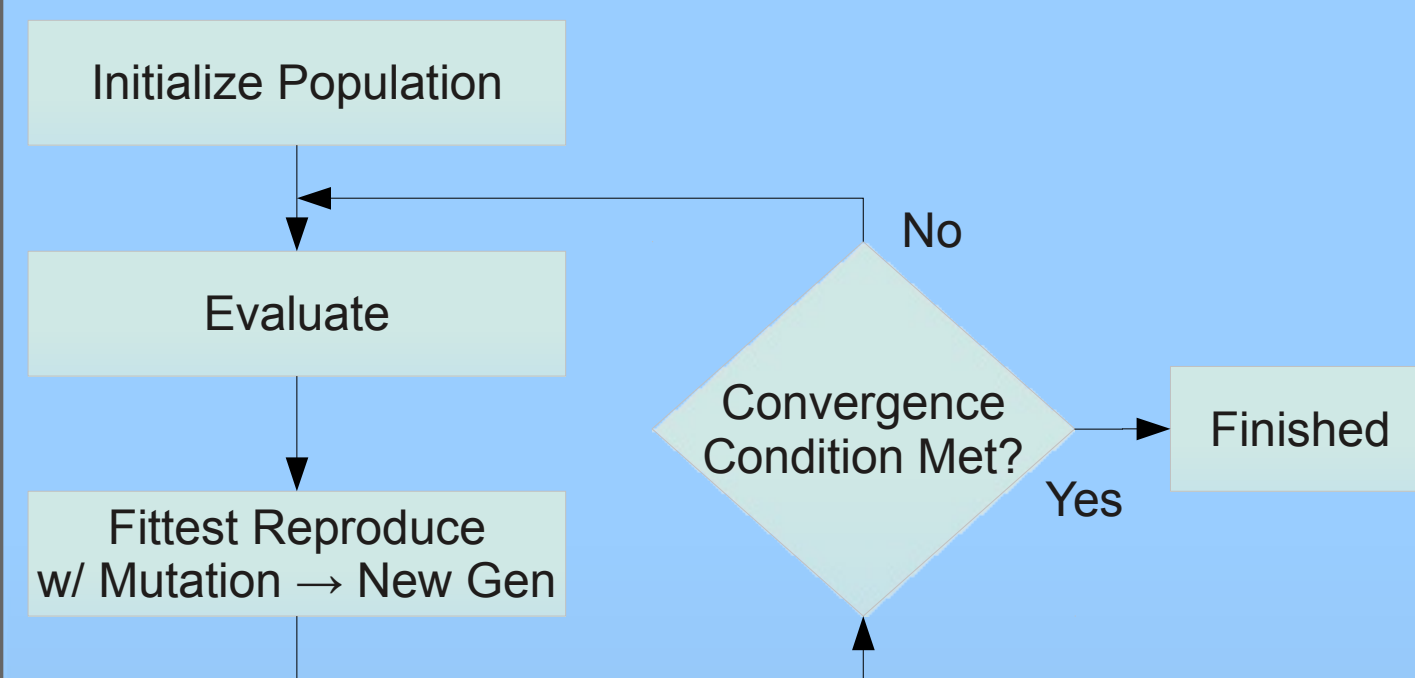 Initialize Population
No
Evaluate
Convergence
Condition Met?
Finished
Yes
Fittest Reproduce
w/ Mutation → New Gen